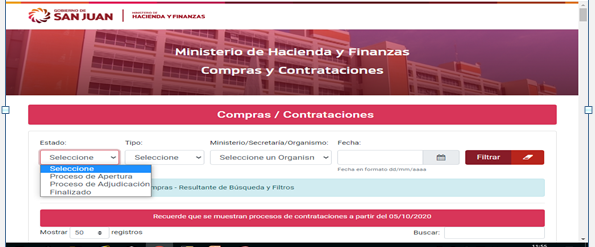 GOBIERNO DE
SAN JUAN
MINISTERIO DE
HACIENDA Y FINANZAS
Ministerio de Hacienda y Finanzas
Compras y Contrataciones
Compras / Contrataciones
Estado: Tipo: Ministerio/Secretaría/Organismo: Fecha:
Seleccione Seleccione Seleccione un Organisn Filtrar
Seleccione
Proceso de Apertura
Proceso de Adjudicación
Finalizado
Fecha en formato dd/mm/aaaa
mpras - Resultante de Búsqueda y Filtros
Recuerde que se muestran procesos de contrataciones a partir del 05/10/2020
Mostrar 50 registros Buscar:
11:55